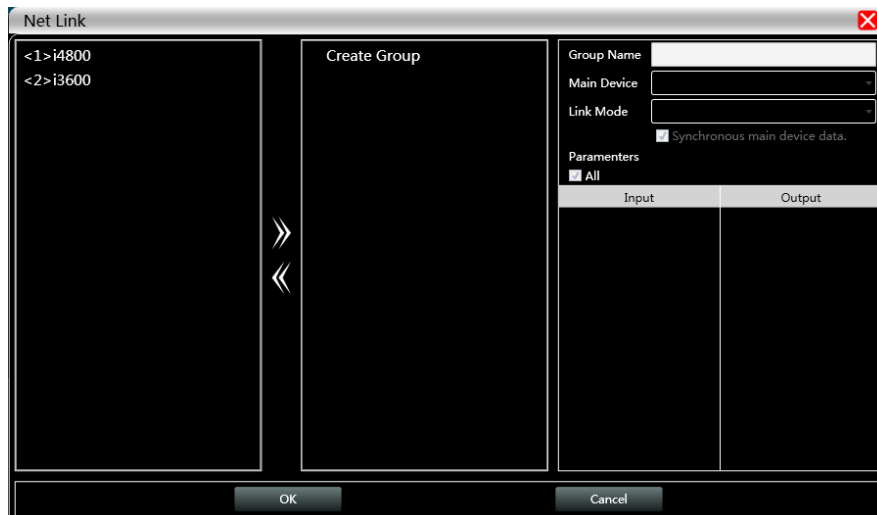 Net Link
<1>i4800
<2>i3600
Create Group
Group Name
Main Device
Link Mode
Synchronous main device data.
Paramenters
All
Input Output
OK Cancel